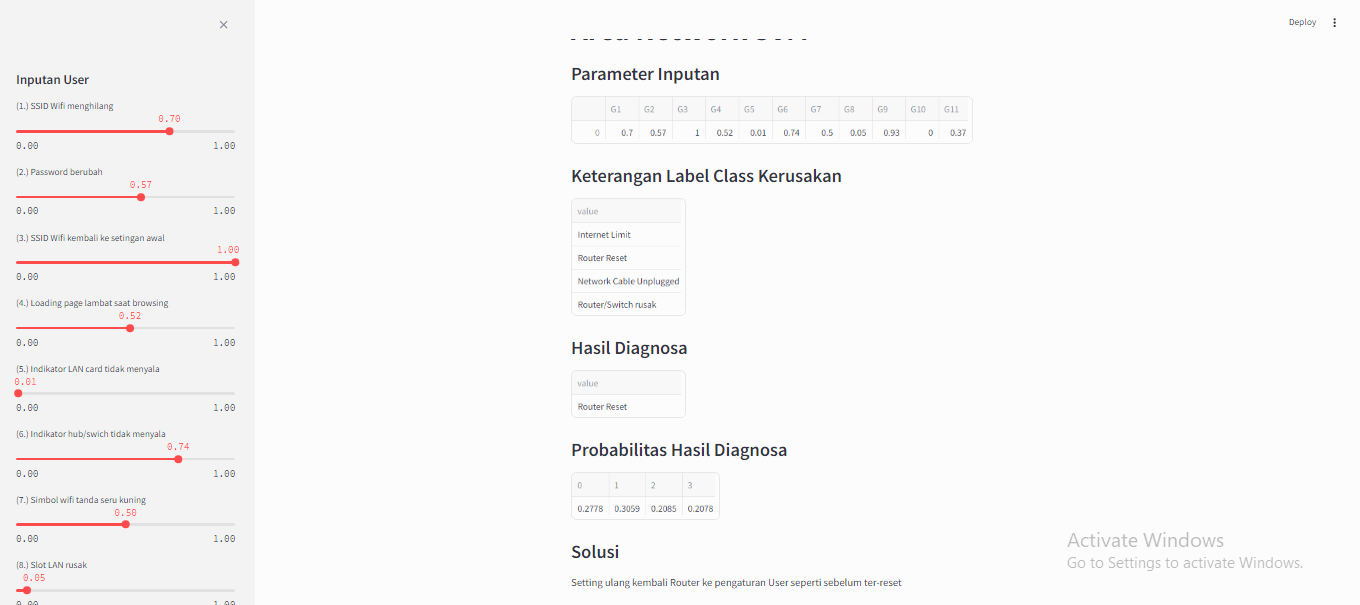 Deploy
Inputan User
(1.) SSID Wifi menghilang
0.70
0.00 1.00
(2.) Password berubah
0.57
0.00 1.00
(3.) SSID Wifi kembali ke setingan awal
1.00
0.00 1.00
(4.) Loading page lambat saat browsing
0.52
0.00 1.00
(5.) Indikator LAN card tidak menyala
0.01
0.00 1.00
(6.) Indikator hub/swich tidak menyala
0.74
0.00 1.00
(7.) Simbol wifi tanda seru kuning
0.50
0.00 1.00
(8.) Slot LAN rusak
0.05
0.00 1.00
Parameter Inputan
G1 G2 G3 G4 G5 G6 G7 G8 G9 G10 G11
0 0.7 0.57 1 0.52 0.01 0.74 0.5 0.05 0.93 0 0.37
Keterangan Label Class Kerusakan
value
Internet Limit
Router Reset
Network Cable Unplugged
Router/Switch rusak
Hasil Diagnosa
value
Router Reset
Probabilitas Hasil Diagnosa
0 1 2 3
0.2778 0.3059 0.2085 0.2078
Solusi
Setting ulang kembali Router ke pengaturan User seperti sebelum ter-reset
Activate Windows
Go to Settings to activate Windows.